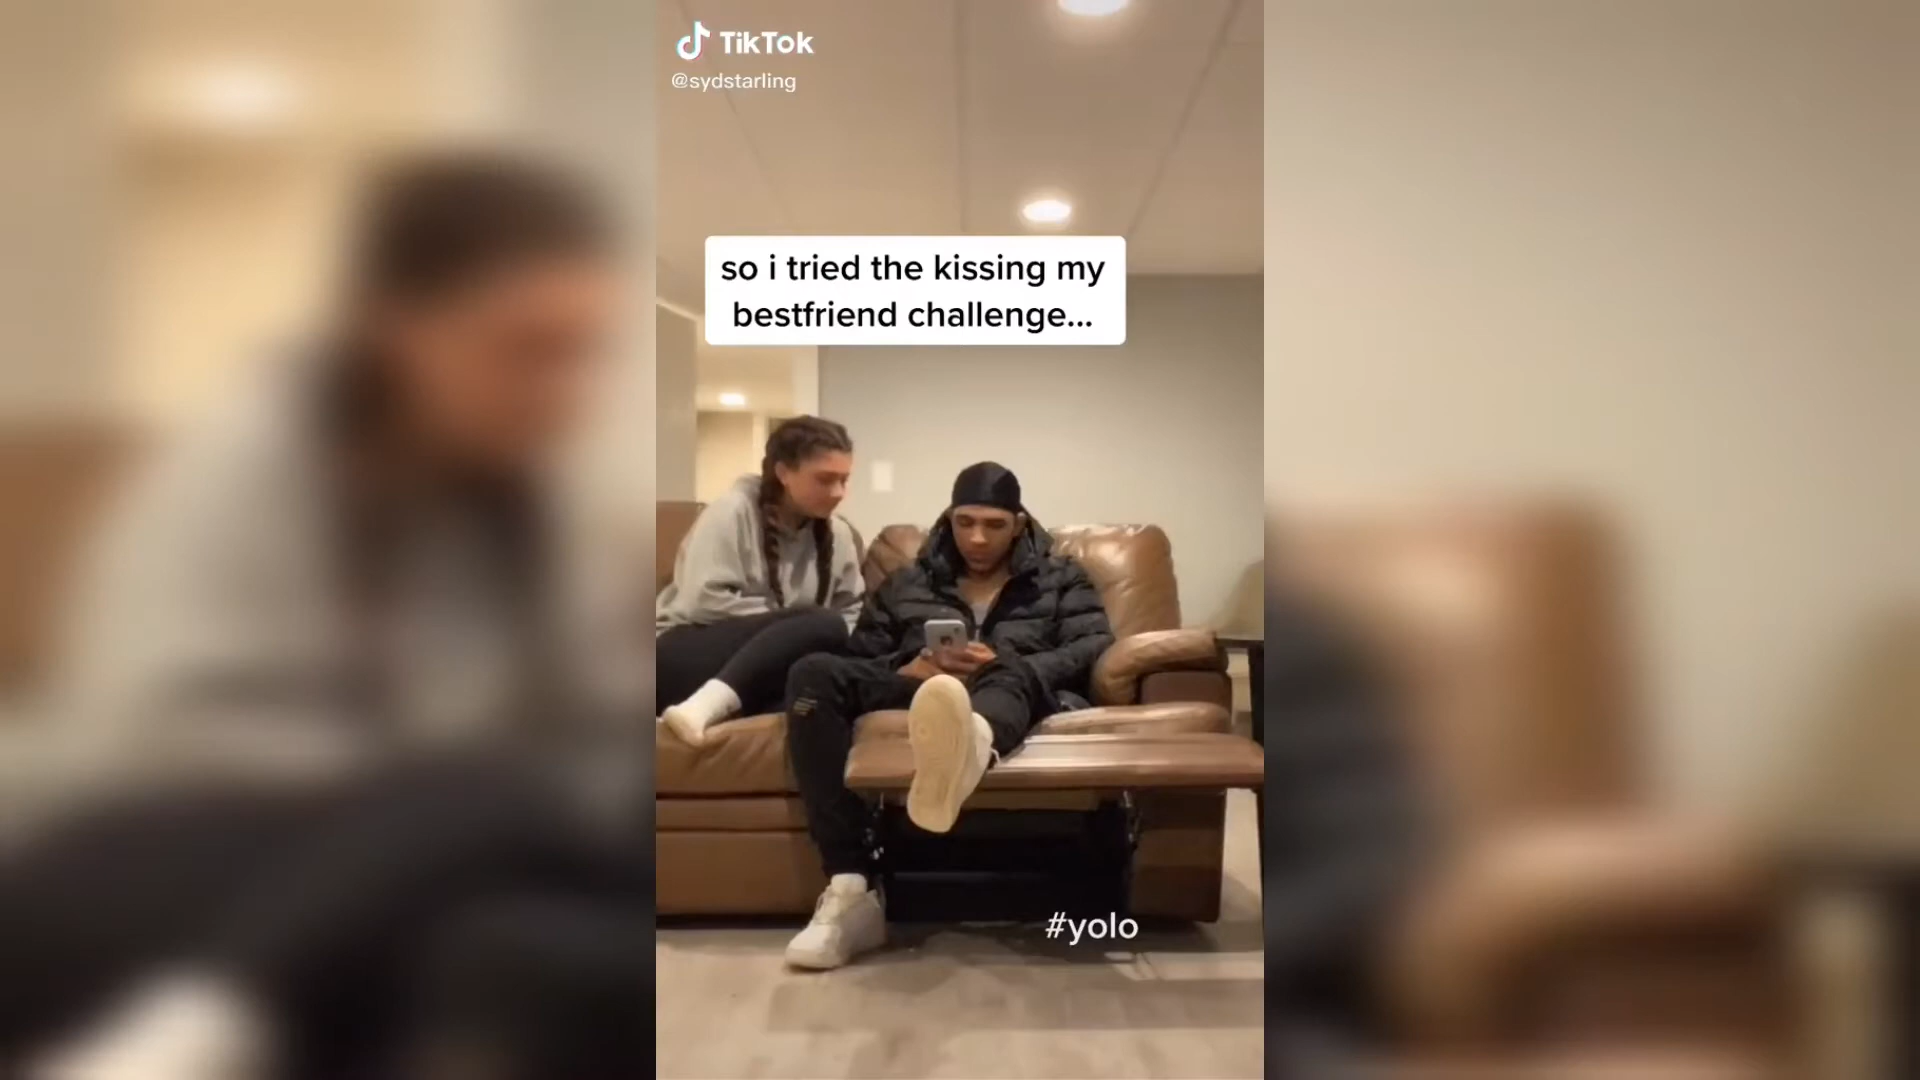 TikTok
@sydstarling
so i tried the kissing my
bestfriend challenge...
#yolo